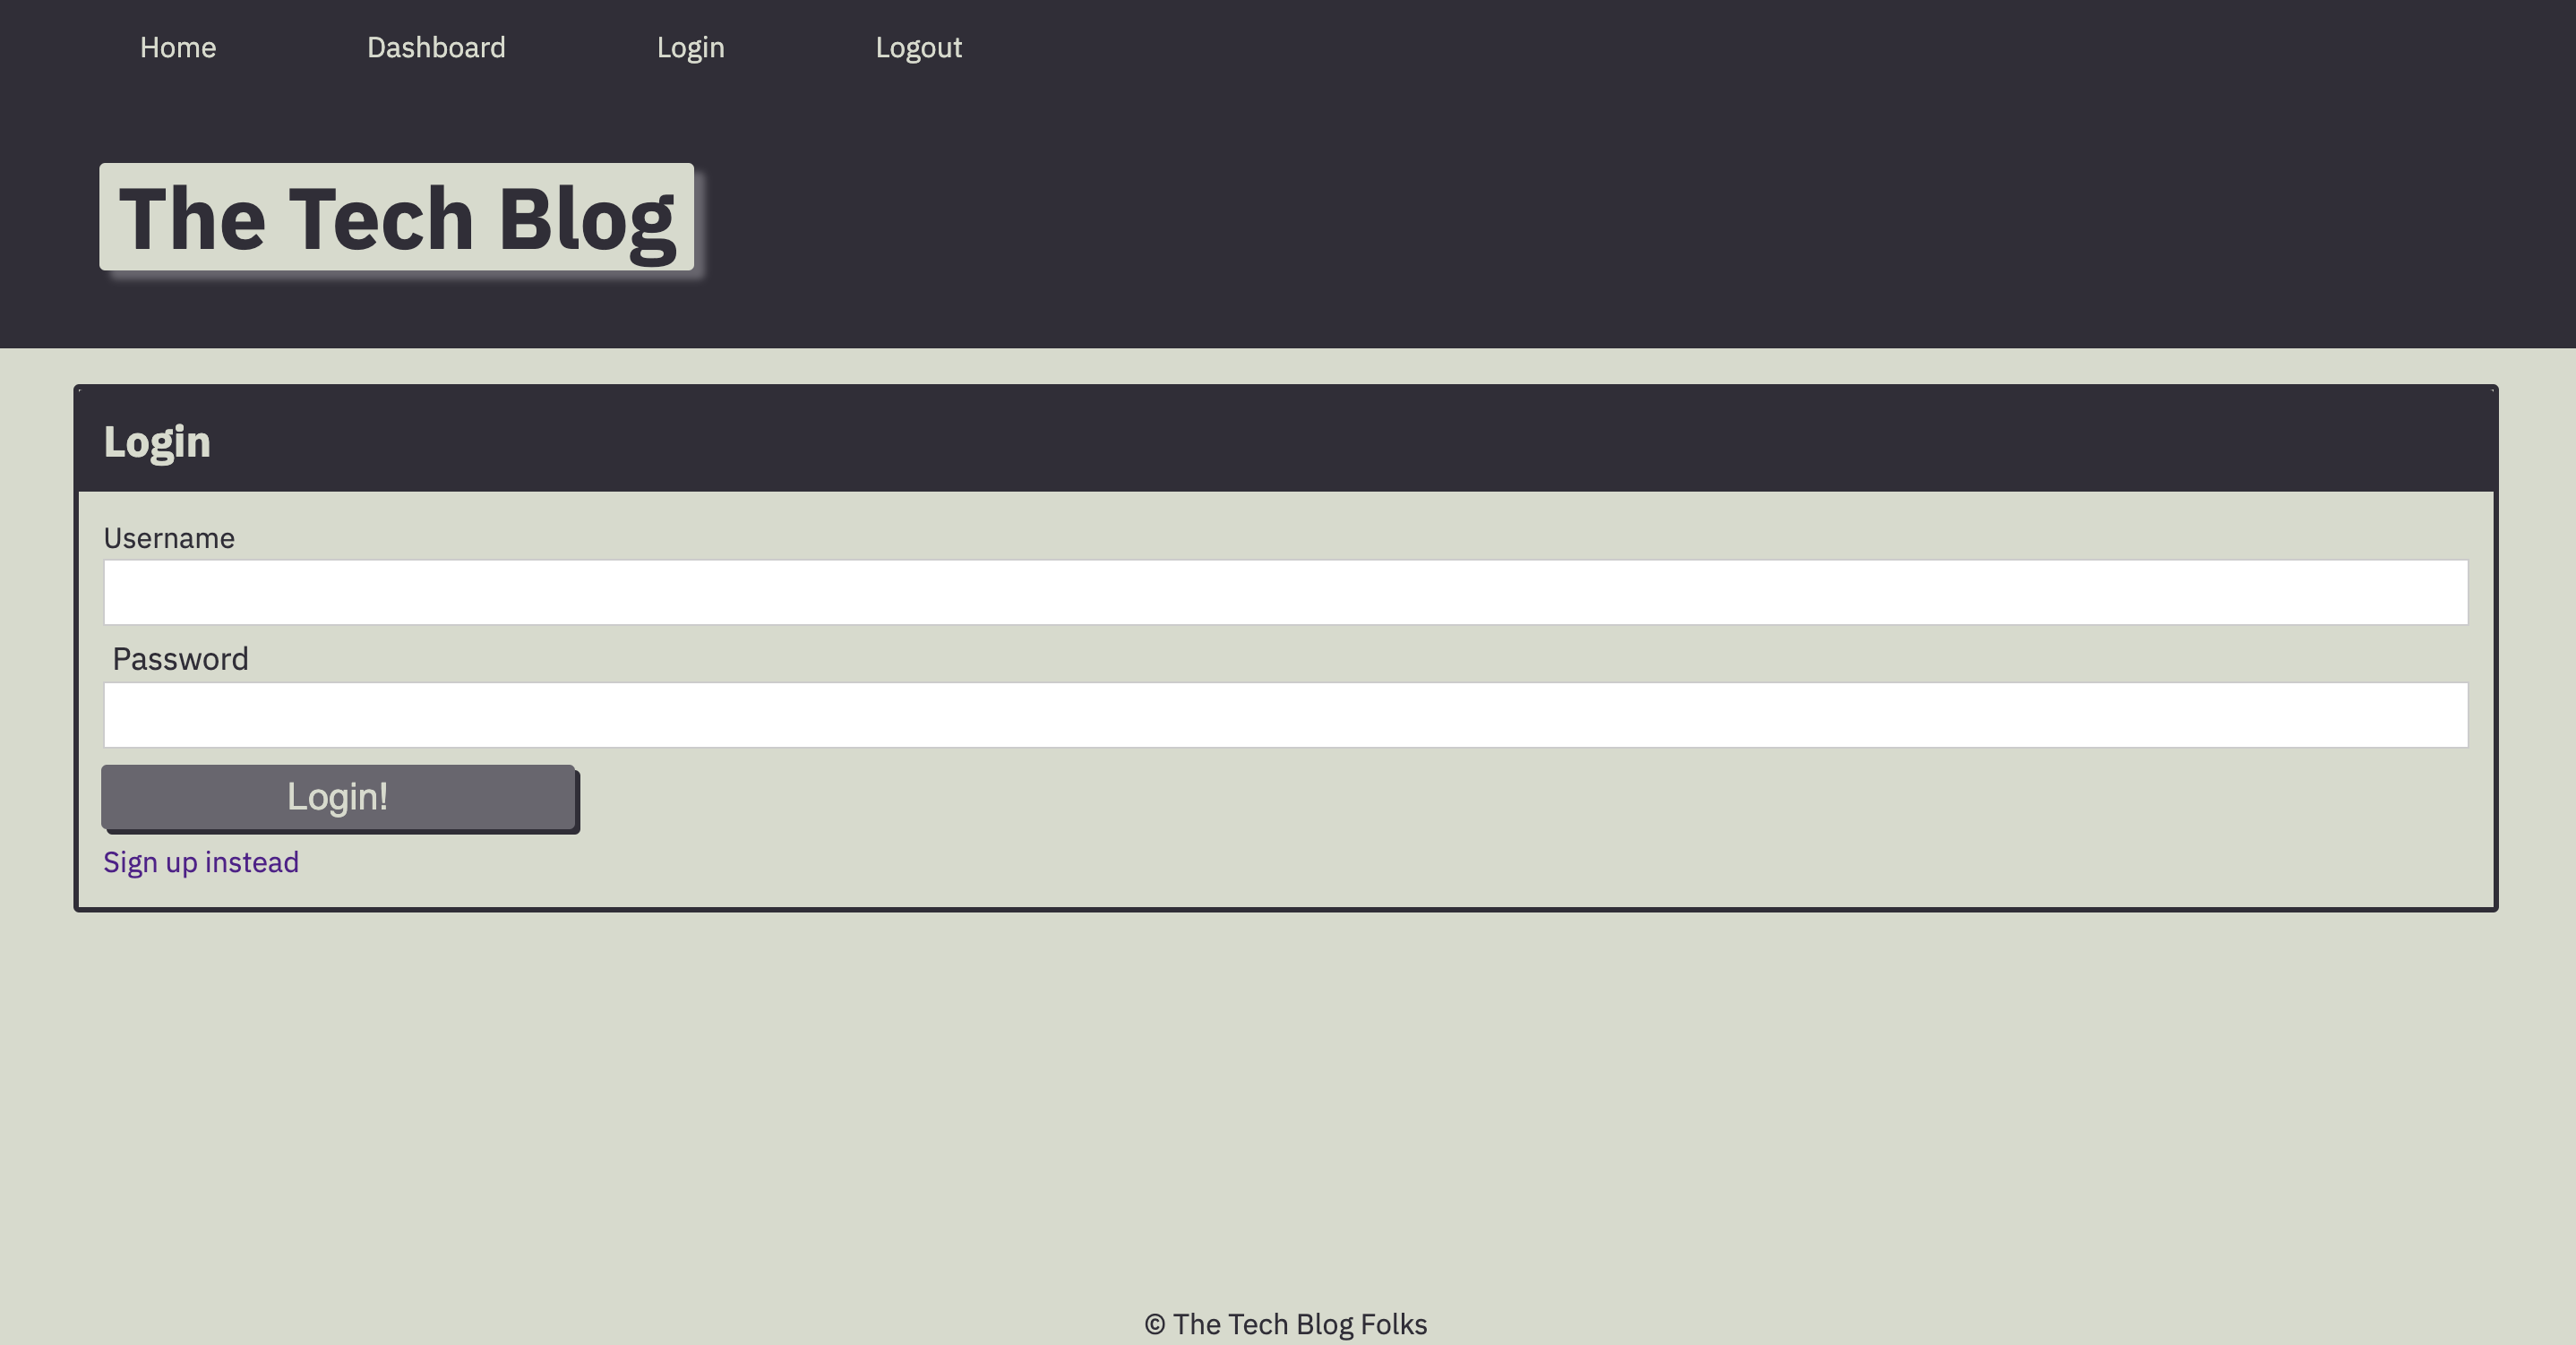 Home Dashboard Login Logout
The Tech Blog
Login
Username
Password
Login!
Sign up instead
© The Tech Blog Folks